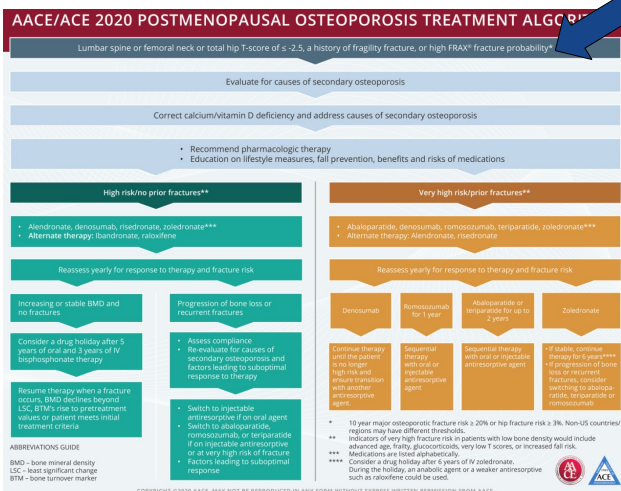 AACE/ACE 2020 POSTMENOPAUSAL OSTEOPOROSIS TREATMENT
Lumbar spine or femoral neck or total hip T-score of ≤ -2.5, a history of fragility fracture, or high FRAX® fracture probability*
Evaluate for causes of secondary osteoporosis
Correct calcium/vitamin D deficiency and address causes of secondary osteoporosis
• Recommend pharmacologic therapy
• Education on lifestyle measures, fall prevention, benefits and risks of medications
High risk/no prior fractures**
• Alendronate, denosumab, risedronate, zoledronate***
• Alternate therapy: Ibandronate, raloxifene
Reassess yearly for response to therapy and fracture risk
Increasing or stable BMD and
no fractures
Consider a drug holiday after 5
years of oral and 3 years of IV
bisphosphonate therapy
Resume therapy when a fracture
occurs, BMD declines beyond
LSC, BTM's rise to pretreatment
values or patient meets initial
treatment criteria
Progression of bone loss or
recurrent fractures
• Assess compliance
• Re-evaluate for causes of
secondary osteoporosis and
factors leading to suboptimal
response to therapy
• Switch to injectable
antiresorptive if on oral agent
• Switch to abaloparatide,
romosozumab, or teriparatide
if on injectable antiresorptive
or at very high risk of fracture
• Factors leading to suboptimal
response
ABBREVIATIONS GUIDE
BMD – bone mineral density
LSC – least significant change
BTM – bone turnover marker
Very high risk/prior fractures**
• Abaloparatide, denosumab, romosozumab, teriparatide, zoledronate***
• Alternate therapy: Alendronate, risedronate
Reassess yearly for response to therapy and fracture risk
Denosumab
Continue therapy
until the patient
is no longer
high risk and
ensure transition
with another
antiresorptive
agent.
Romosozumab
for 1 year
Sequential
therapy
with oral or
injectable
antiresorptive
agent
Abaloparatide or
teriparatide for up to
2 years
Sequential therapy
with oral or injectable
antiresorptive agent
Zoledronate
• If stable, continue
therapy for 6 years****
• If progression of bone
loss or recurrent
fractures, consider
switching to abalopa-
ratide, teriparatide or
romosozumab
* 10 year major osteoporotic fracture risk ≥ 20% or hip fracture risk ≥ 3%. Non-US countries/
regions may have different thresholds.
** Indicators of very high fracture risk in patients with low bone density would include
advanced age, frailty, glucocorticoids, very low T scores, or increased fall risk.
*** Medications are listed alphabetically.
**** Consider a drug holiday after 6 years of IV zoledronate.
During the holiday, an anabolic agent or a weaker antiresorptive
such as raloxifene could be used.
AACE
ACE
COPYRIGHT ©2020 AACE. MAY NOT BE REPRODUCED IN ANY FORM WITHOUT EXPRESS WRITTEN PERMISSION FROM AACE.